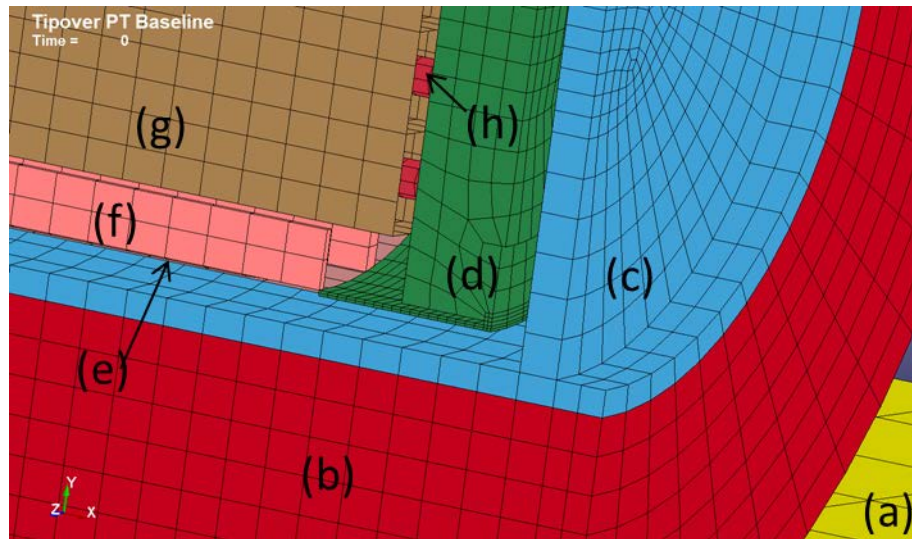 Tipover PT Baseline
Time = 0
(h)
(g)
(f)
(d)
(c)
(e)
(b)
(a)
Y
Z X